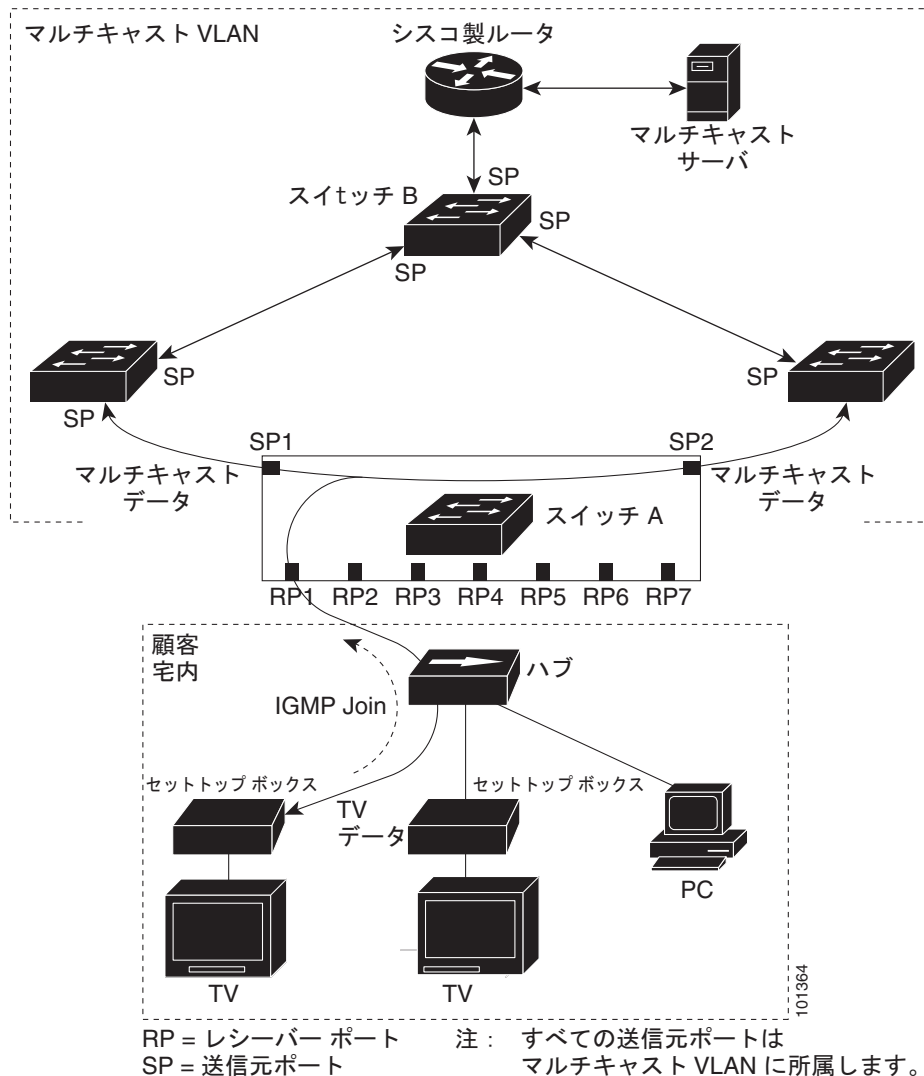 マルチキャスト VLAN
シスコ製ルータ
マルチキャスト
サーバ
SP
スイtッチ B
SP
SP
SP
SP
SP
SP1
SP2
マルチキャスト
データ
マルチキャスト
データ
スイッチ A
RP1
RP2
RP3
RP4
RP5
RP6
RP7
顧客
宅内
ハブ
IGMP Join
セットトップ ボックス
セットトップ ボックス
TV
データ
PC
TV
TV
101364
RP = レシーバー ポート
SP = 送信元ポート
注 : すべての送信元ポートは
マルチキャスト VLAN に所属します。